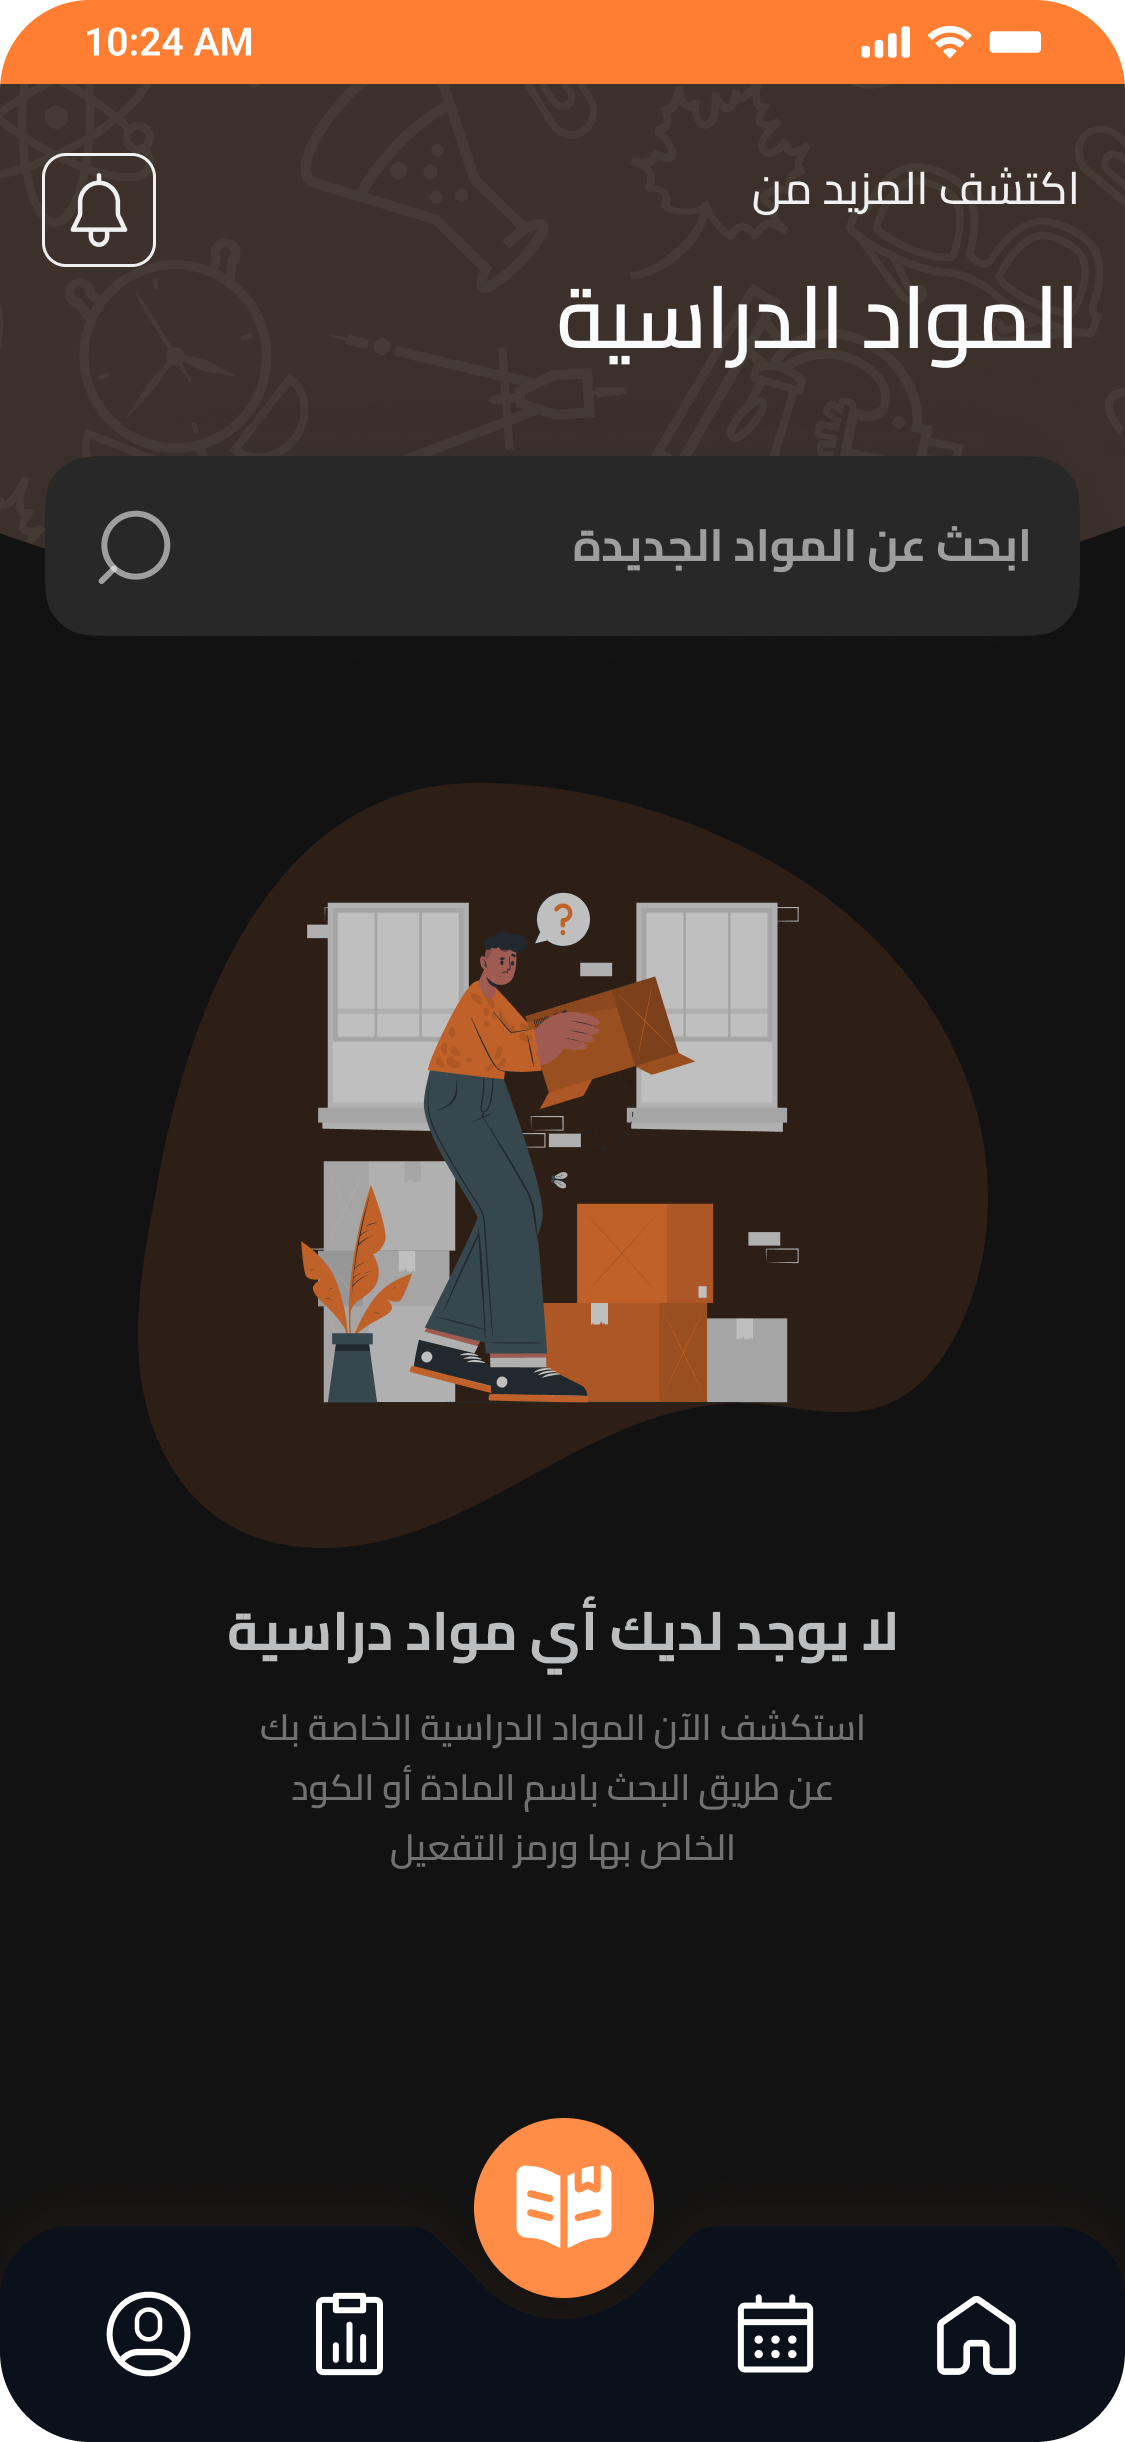 10:24 AM
اكتشف المزيد من
المواد الدراسية
ابحث عن المواد الجديدة
?
لا يوجد لديك أي مواد دراسية
استكشف الآن المواد الدراسية الخاصة بك
عن طريق البحث باسم المادة أو الكود
الخاص بها ورمز التفعيل